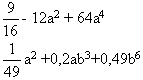 9/16 - 12a² + 64a⁴
1/49 a² +0,2ab³+0,49b⁶